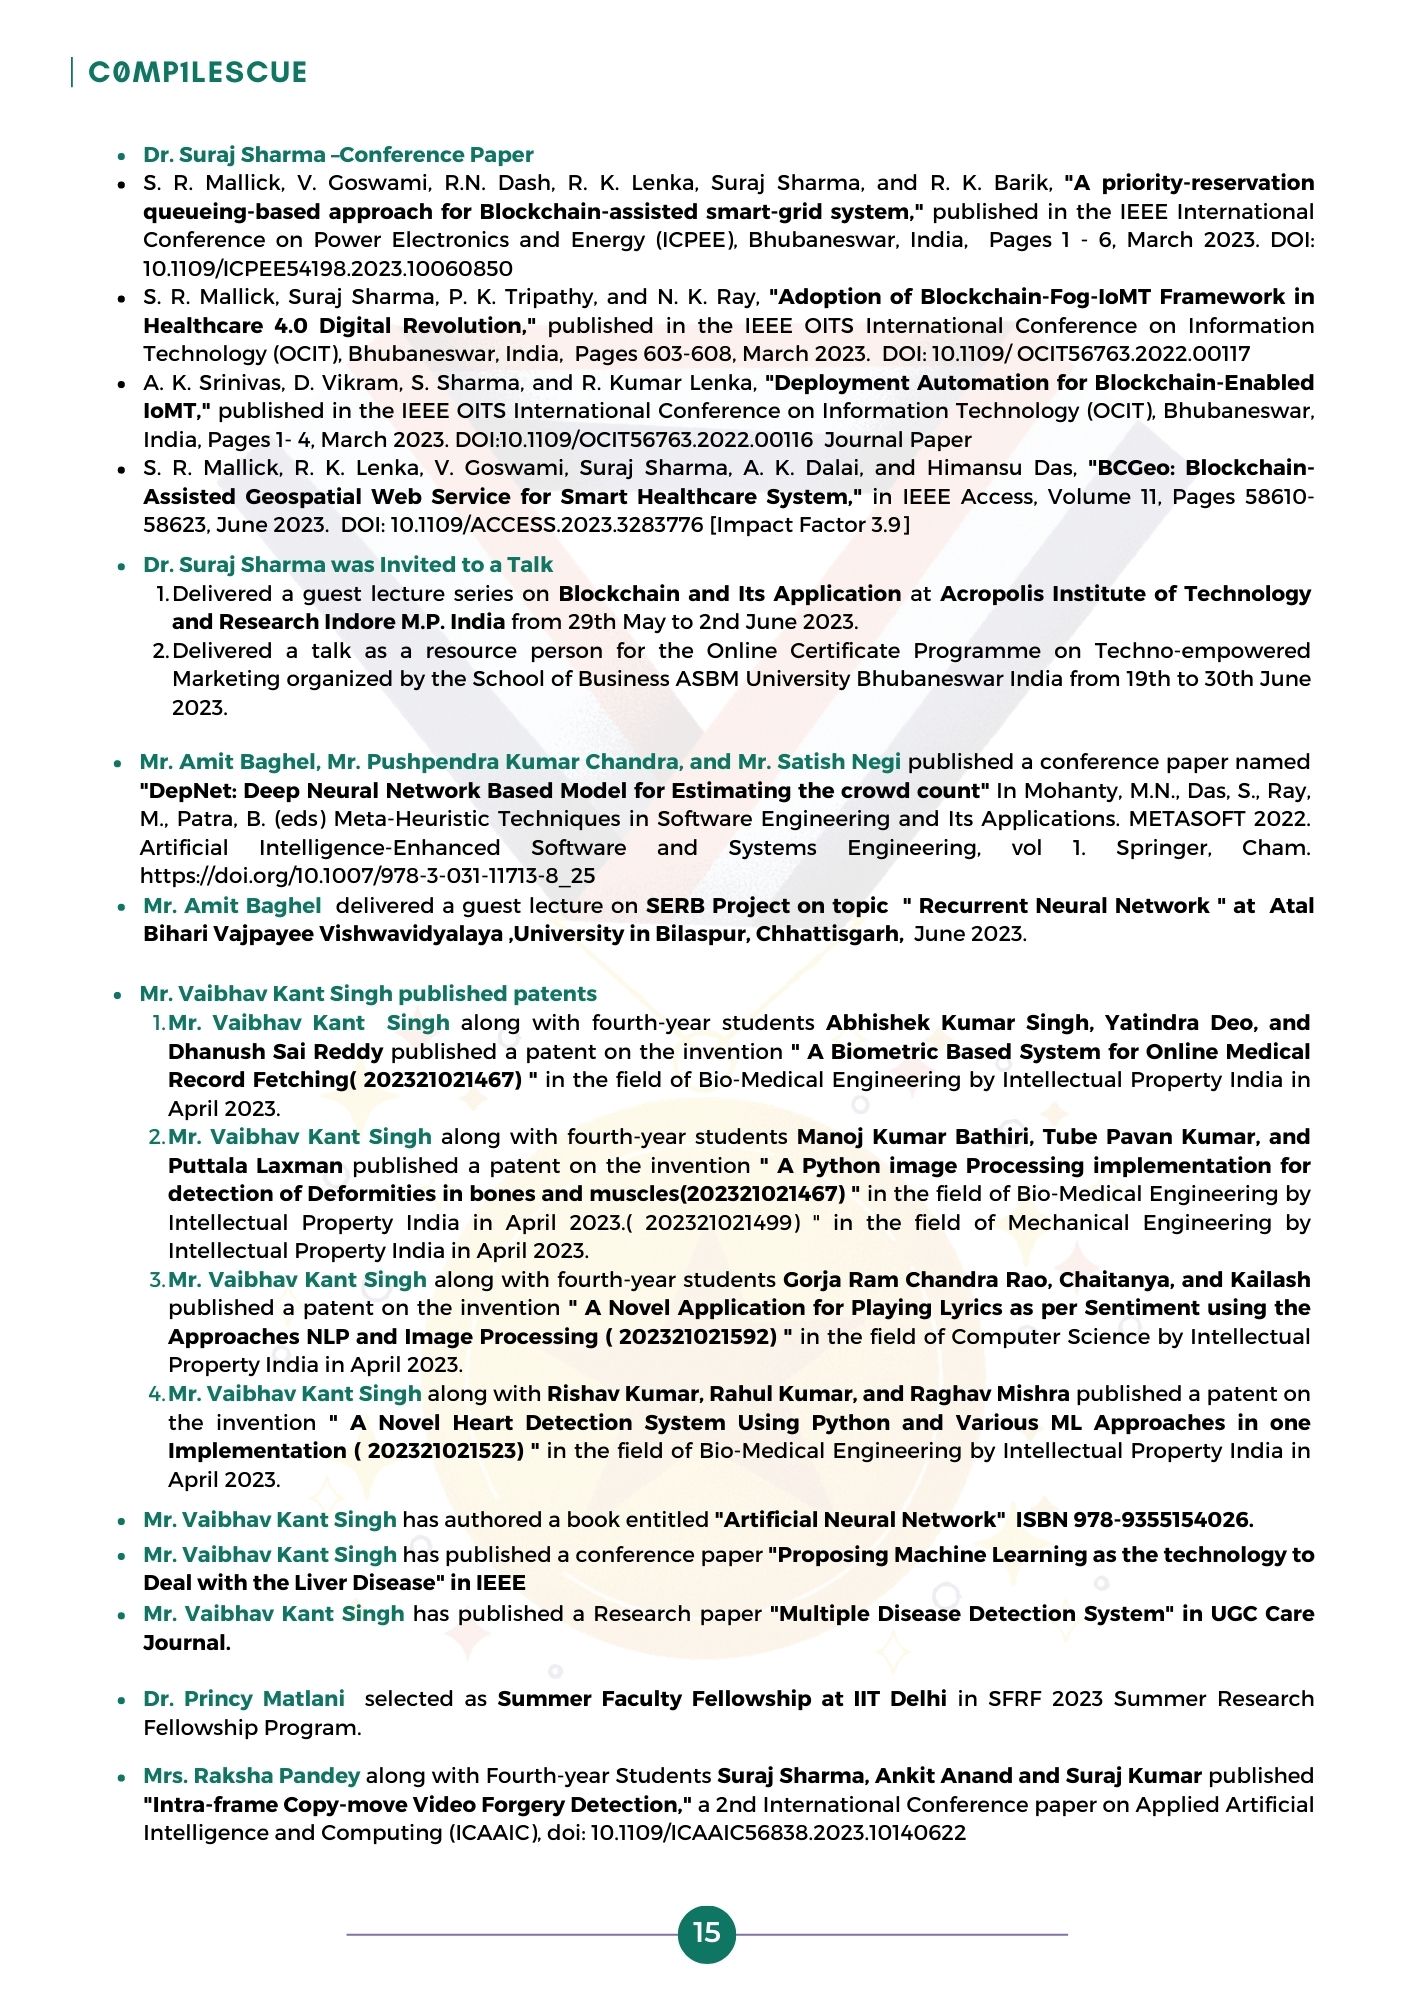 C0MP1LESCUE
• Dr. Suraj Sharma –Conference Paper
• S. R. Mallick, V. Goswami, R.N. Dash, R. K. Lenka, Suraj Sharma, and R. K. Barik, "A priority-reservation
queueing-based approach for Blockchain-assisted smart-grid system," published in the IEEE International
Conference on Power Electronics and Energy (ICPEE), Bhubaneswar, India, Pages 1 - 6, March 2023. DOI:
10.1109/ICPEE54198.2023.10060850
• S. R. Mallick, Suraj Sharma, P. K. Tripathy, and N. K. Ray, "Adoption of Blockchain-Fog-IoMT Framework in
Healthcare 4.0 Digital Revolution," published in the IEEE OITS International Conference on Information
Technology (OCIT), Bhubaneswar, India, Pages 603-608, March 2023. DOI: 10.1109/ OCIT56763.2022.00117
• A. K. Srinivas, D. Vikram, S. Sharma, and R. Kumar Lenka, "Deployment Automation for Blockchain-Enabled
IoMT," published in the IEEE OITS International Conference on Information Technology (OCIT), Bhubaneswar,
India, Pages 1- 4, March 2023. DOI:10.1109/OCIT56763.2022.00116 Journal Paper
• S. R. Mallick, R. K. Lenka, V. Goswami, Suraj Sharma, A. K. Dalai, and Himansu Das, "BCGeo: Blockchain-
Assisted Geospatial Web Service for Smart Healthcare System," in IEEE Access, Volume 11, Pages 58610-
58623, June 2023. DOI: 10.1109/ACCESS.2023.3283776 [Impact Factor 3.9]
• Dr. Suraj Sharma was Invited to a Talk
1. Delivered a guest lecture series on Blockchain and Its Application at Acropolis Institute of Technology
and Research Indore M.P. India from 29th May to 2nd June 2023.
2. Delivered a talk as a resource person for the Online Certificate Programme on Techno-empowered
Marketing organized by the School of Business ASBM University Bhubaneswar India from 19th to 30th June
2023.
• Mr. Amit Baghel, Mr. Pushpendra Kumar Chandra, and Mr. Satish Negi published a conference paper named
"DepNet: Deep Neural Network Based Model for Estimating the crowd count" In Mohanty, M.N., Das, S., Ray,
M., Patra, B. (eds) Meta-Heuristic Techniques in Software Engineering and Its Applications. METASOFT 2022.
Artificial Intelligence-Enhanced Software and Systems Engineering, vol 1. Springer, Cham.
https://doi.org/10.1007/978-3-031-11713-8_25
• Mr. Amit Baghel delivered a guest lecture on SERB Project on topic " Recurrent Neural Network " at Atal
Bihari Vajpayee Vishwavidyalaya ,University in Bilaspur, Chhattisgarh, June 2023.
• Mr. Vaibhav Kant Singh published patents
1. Mr. Vaibhav Kant Singh along with fourth-year students Abhishek Kumar Singh, Yatindra Deo, and
Dhanush Sai Reddy published a patent on the invention " A Biometric Based System for Online Medical
Record Fetching( 202321021467) " in the field of Bio-Medical Engineering by Intellectual Property India in
April 2023.
2. Mr. Vaibhav Kant Singh along with fourth-year students Manoj Kumar Bathiri, Tube Pavan Kumar, and
Puttala Laxman published a patent on the invention " A Python image Processing implementation for
detection of Deformities in bones and muscles(202321021467) " in the field of Bio-Medical Engineering by
Intellectual Property India in April 2023.( 202321021499) " in the field of Mechanical Engineering by
Intellectual Property India in April 2023.
3. Mr. Vaibhav Kant Singh along with fourth-year students Gorja Ram Chandra Rao, Chaitanya, and Kailash
published a patent on the invention " A Novel Application for Playing Lyrics as per Sentiment using the
Approaches NLP and Image Processing ( 202321021592) " in the field of Computer Science by Intellectual
Property India in April 2023.
4. Mr. Vaibhav Kant Singh along with Rishav Kumar, Rahul Kumar, and Raghav Mishra published a patent on
the invention " A Novel Heart Detection System Using Python and Various ML Approaches in one
Implementation ( 202321021523) " in the field of Bio-Medical Engineering by Intellectual Property India in
April 2023.
• Mr. Vaibhav Kant Singh has authored a book entitled "Artificial Neural Network" ISBN 978-9355154026.
• Mr. Vaibhav Kant Singh has published a conference paper "Proposing Machine Learning as the technology to
Deal with the Liver Disease" in IEEE
• Mr. Vaibhav Kant Singh has published a Research paper "Multiple Disease Detection System" in UGC Care
Journal.
• Dr. Princy Matlani selected as Summer Faculty Fellowship at IIT Delhi in SFRF 2023 Summer Research
Fellowship Program.
• Mrs. Raksha Pandey along with Fourth-year Students Suraj Sharma, Ankit Anand and Suraj Kumar published
"Intra-frame Copy-move Video Forgery Detection," a 2nd International Conference paper on Applied Artificial
Intelligence and Computing (ICAAIC), doi: 10.1109/ICAAIC56838.2023.10140622
15